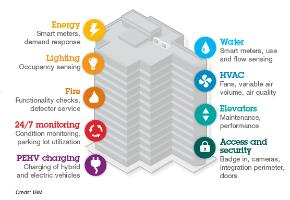 Energy
Smart meters,
demand response
Lighting
Occupancy sensing
Fire
Functionality checks,
detector service
24/7 monitoring
Condition monitoring,
parking lot utilization
PEHV charging
Charging of hybrid
and electric vehicles
Water
Smart meters, use
and flow sensing
HVAC
Fans, variable air
volume, air quality
Elevators
Maintenance,
performance
Access and
security
Badge in, cameras,
integration perimeter,
doors
Credit: IBM